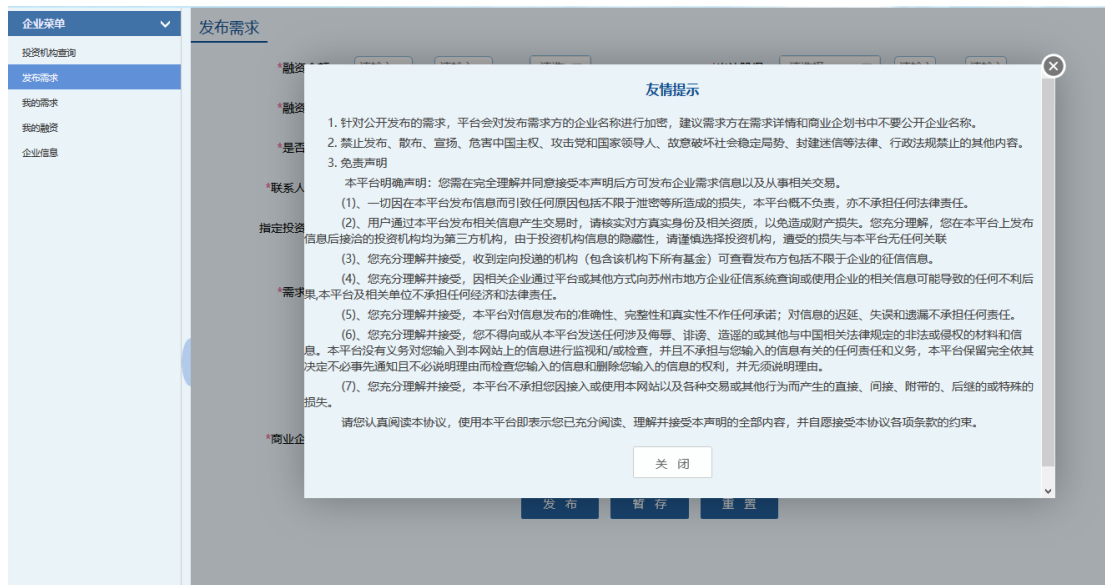 企业菜单
投资机构查询
发布需求
我的需求
我的融资
企业信息
发布需求
*融资
*融资
*是否
*联系人
指定投资
*需求
*商业企
友情提示
1. 针对公开发布的需求，平台会对发布需求方的企业名称进行加密，建议需求方在需求详情和商业企划书中不要公开企业名称。
2. 禁止发布、散布、宣扬、危害中国主权、攻击党和国家领导人、故意破坏社会稳定局势、封建迷信等法律、行政法规禁止的其他内容。
3. 免责声明
本平台明确声明：您需在完全理解并同意接受本声明后方可发布企业需求信息以及从事相关交易。
(1)、一切因在本平台发布信息而引致任何原因包括不限于泄密等所造成的损失，本平台概不负责，亦不承担任何法律责任。
(2)、用户通过本平台发布相关信息产生交易时，请核实对方真实身份及相关资质，以免造成财产损失。您充分理解，您在本平台上发布
信息后接洽的投资机构均为第三方机构，由于投资机构信息的隐蔽性，请谨慎选择投资机构，遭受的损失与本平台无任何关联
(3)、您充分理解并接受，收到定向投递的机构（包含该机构下所有基金）可查看发布方包括不限于企业的征信信息。
(4)、您充分理解并接受，因相关企业通过平台或其他方式向苏州市地方企业征信系统查询或使用企业的相关信息可能导致的任何不利后
果,本平台及相关单位不承担任何经济和法律责任。
(5)、您充分理解并接受，本平台对信息发布的准确性、完整性和真实性不作任何承诺；对信息的迟延、失误和遗漏不承担任何责任。
(6)、您充分理解并接受，您不得向或从本平台发送任何涉及侮辱、诽谤、造谣的或其他与中国相关法律规定的非法或侵权的材料和信
息。本平台没有义务对您输入到本网站上的信息进行监视和/或检查，并且不承担与您输入的信息有关的任何责任和义务，本平台保留完全依其
决定不必事先通知且不必说明理由而检查您输入的信息和删除您输入的信息的权利，并无须说明理由。
(7)、您充分理解并接受，本平台不承担您因接入或使用本网站以及各种交易或其他行为而产生的直接、间接、附带的、后继的或特殊的
损失。
请您认真阅读本协议，使用本平台即表示您已充分阅读、理解并接受本声明的全部内容，并自愿接受本协议各项条款的约束。
关 闭
发 布 暂 存 重 置